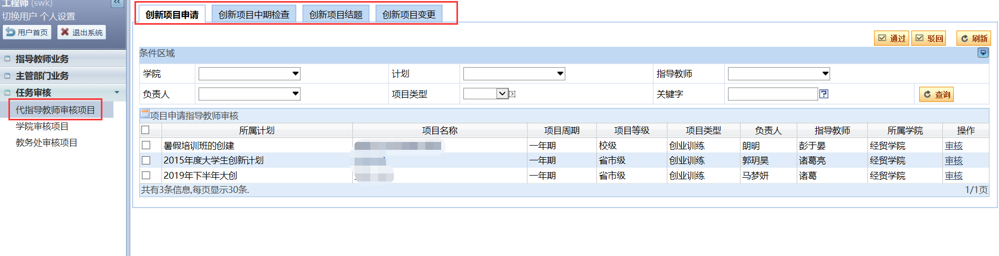 工程师 (swk)
切换用户 个人设置
用户首页 退出系统
指导教师业务
主管部门业务
任务审核
代指导教师审核项目
学院审核项目
教务处审核项目
创新项目申请 创新项目中期检查 创新项目结题 创新项目变更
通过 驳回 刷新
条件区域
学院 计划 指导教师
负责人 项目类型 关键字 查询
项目申请指导教师审核
所属计划 项目名称 项目周期 项目等级 项目类型 负责人 指导教师 所属学院 操作
暑假培训班的创建 一年期 校级 创业训练 朗明 彭于晏 经贸学院 审核
2015年度大学生创新计划 一年期 省市级 创业训练 郭玥昊 诸葛亮 经贸学院 审核
2019年下半年大创 一年期 省市级 创业训练 马梦妍 诸葛 经贸学院 审核
共有3条信息,每页显示30条. 1/1页